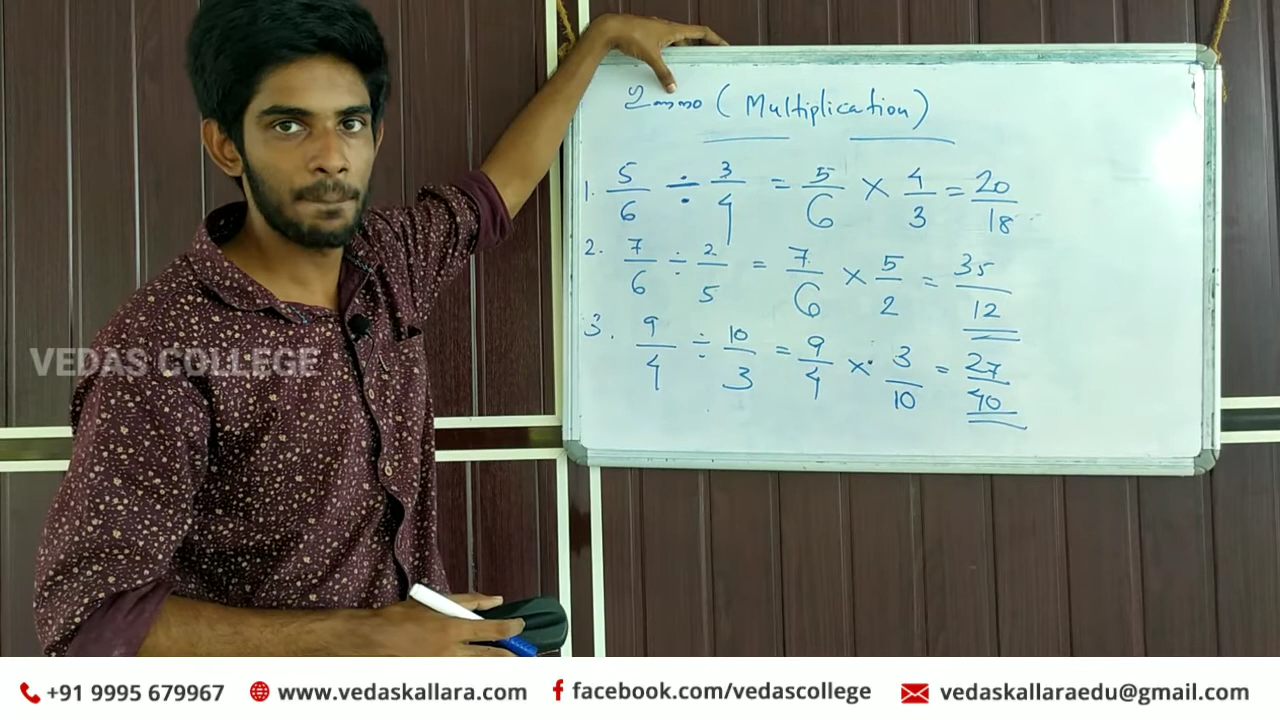 (Multiplication)
1. 5/6 ÷ 3/4 = 5/6 × 4/3 = 20/18
2. 7/6 ÷ 2/5 = 7/6 × 5/2 = 35/12
3. 9/4 ÷ 10/3 = 9/4 × 3/10 = 27/40
VEDAS COLLEGE
+91 9995 679967 www.vedaskallara.com facebook.com/vedascollege vedaskallaraedu@gmail.com